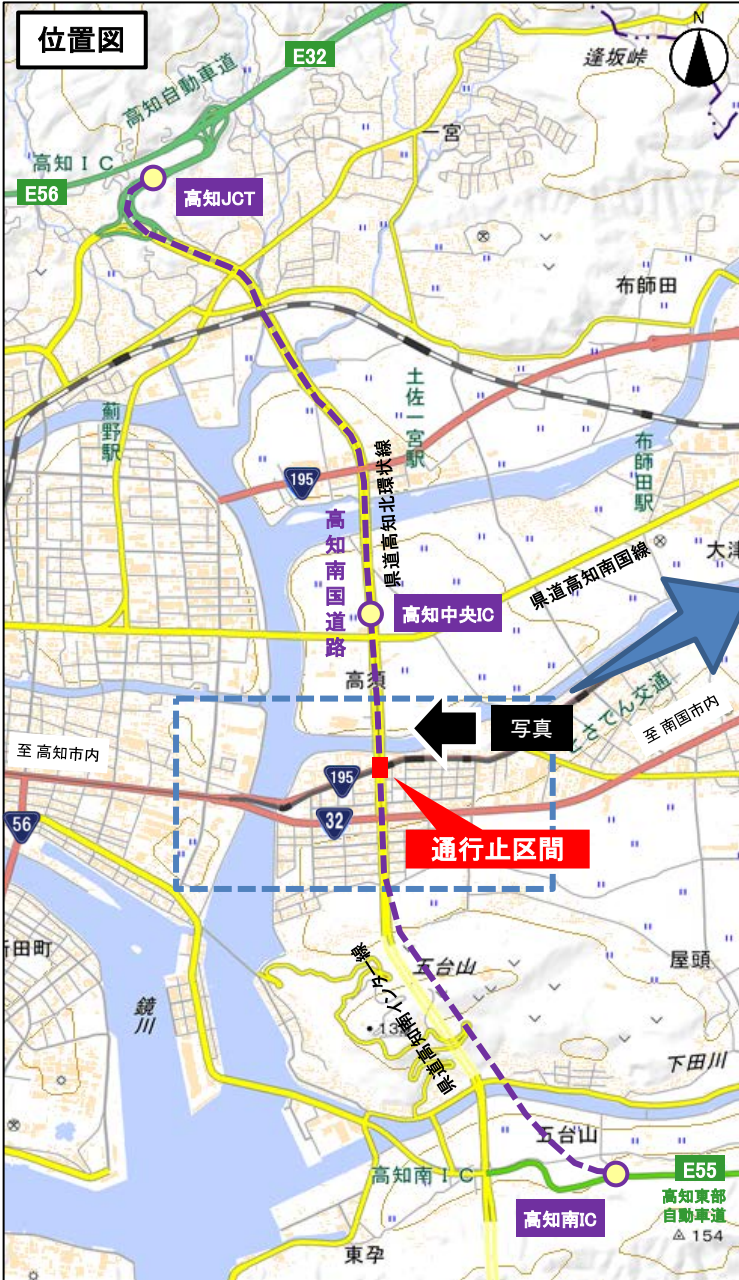 位置図
N
E32
逢坂峠
高知自動車道
一宮
高知IC
E56
高知JCT
布師田
薊野駅
土佐一宮駅
195
県道高知北環状線
布師田駅
高知南国道路
県道高知南国線
大津
高知中央IC
高須
写真
とさでん交通
至 南国市内
至 高知市内
195
56
32
通行止区間
新田町
五台山
屋頭
鏡川
県道高知南インター線
下田川
五台山
高知南IC
E55
高知東部
自動車道
高知南IC
154
東孕